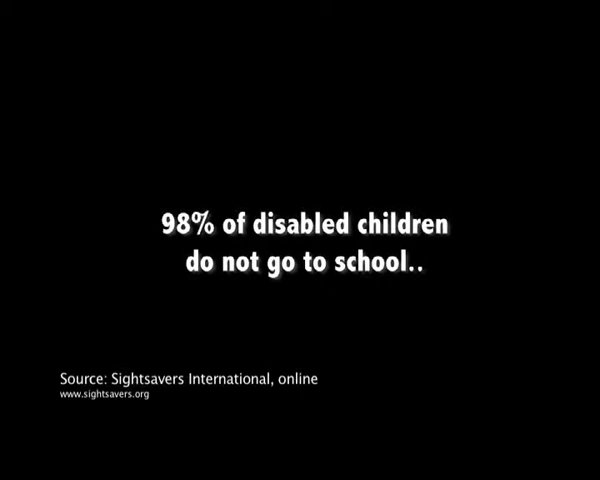 98% of disabled children
do not go to school..
Source: Sightsavers International, online
www.sightsavers.org